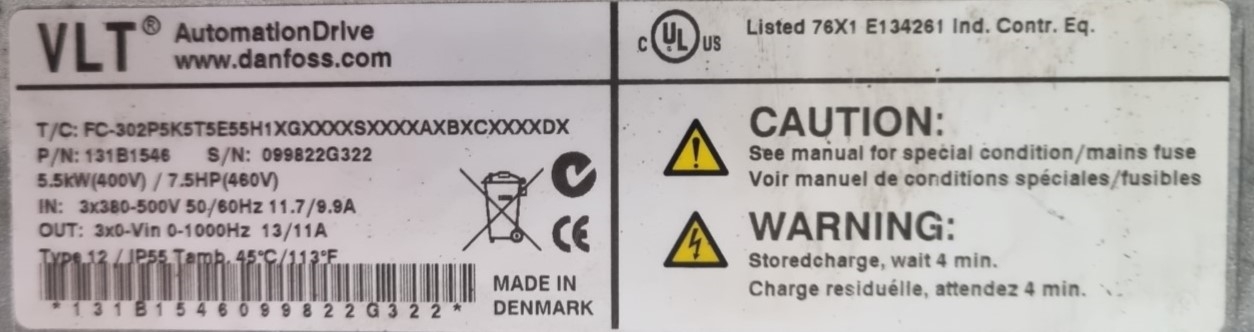 VLT® AutomationDrive
www.danfoss.com
T/C: FC-302P5K5T5E55H1XGXXXXSXXXXAXBXCXXXXDX
P/N: 131B1546 S/N: 099822G322
5.5kW(400V) / 7.5HP(460V)
IN: 3x380-500V 50/60Hz 11.7/9.9A
OUT: 3x0-Vin 0-1000Hz 13/11A
Type 12 / IP55 Tamb. 45°C/113°F
*131B1546099822G322*
MADE IN
DENMARK
CE
c UL US
Listed 76X1 E134261 Ind. Contr. Eq.
CAUTION:
See manual for special condition/mains fuse
Voir manuel de conditions spéciales/fusibles
WARNING:
Storedcharge, wait 4 min.
Charge residuélle, attendez 4 min.